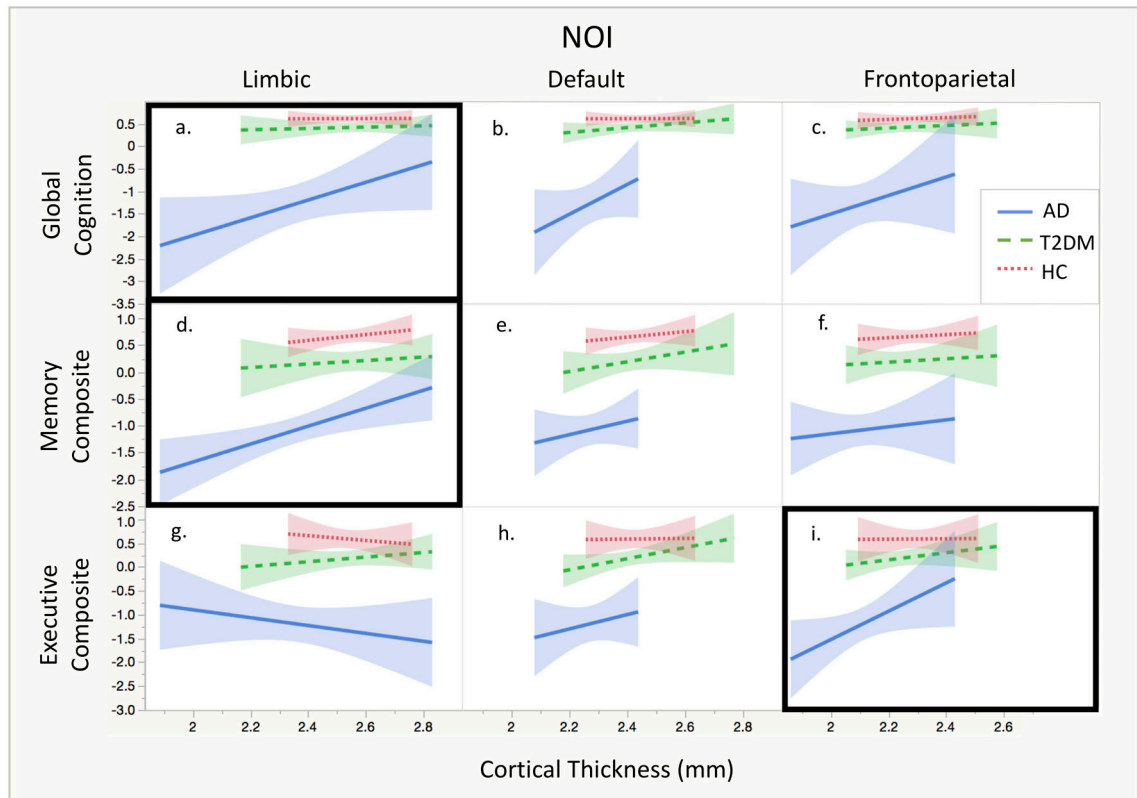 NOI
Limbic Default Frontoparietal
Global
Cognition
0.5
0
-0.5
-1
-1.5
-2
-2.5
-3
-3.5
a.
b.
c.
AD
T2DM
HC
Memory
Composite
1.0
0.5
0.0
-0.5
-1.0
-1.5
-2.0
-2.5
d.
e.
f.
Executive
Composite
1.0
0.5
0.0
-0.5
-1.0
-1.5
-2.0
-2.5
-3.0
g.
h.
i.
2 2.2 2.4 2.6 2.8 2 2.2 2.4 2.6 2.8 2 2.2 2.4 2.6
Cortical Thickness (mm)